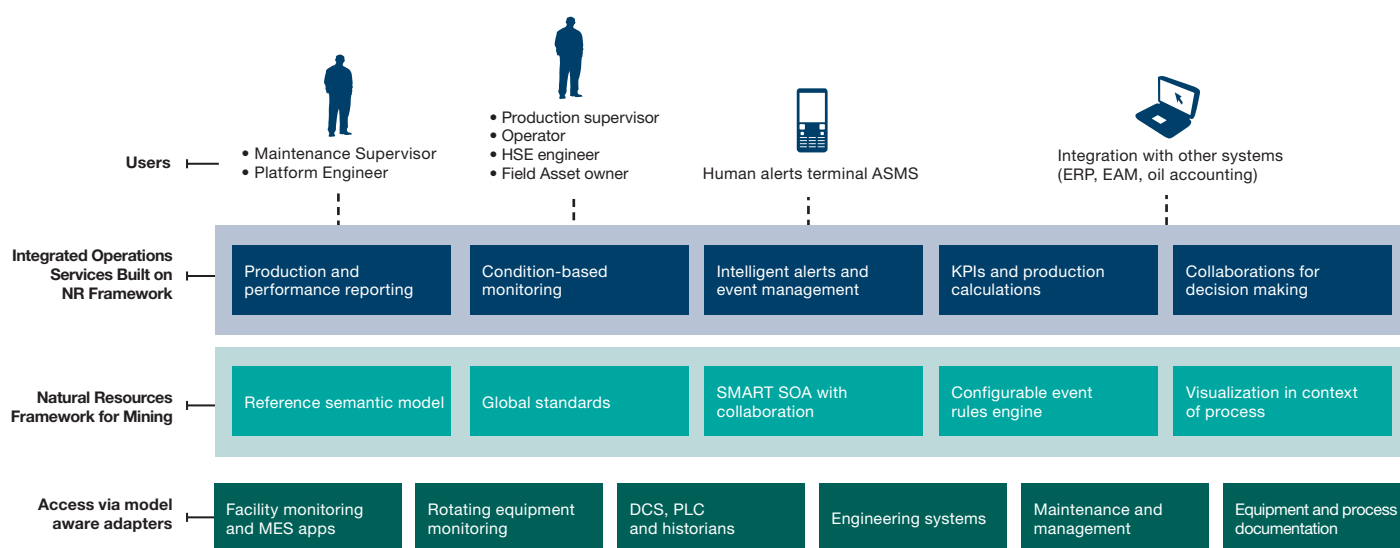 Users
• Maintenance Supervisor
• Platform Engineer
• Production supervisor
• Operator
• HSE engineer
• Field Asset owner
Human alerts terminal ASMS
Integration with other systems
(ERP, EAM, oil accounting)
Integrated Operations
Services Built on
NR Framework
Production and
performance reporting
Condition-based
monitoring
Intelligent alerts and
event management
KPIs and production
calculations
Collaborations for
decision making
Natural Resources
Framework for Mining
Reference semantic model
Global standards
SMART SOA with
collaboration
Configurable event
rules engine
Visualization in context
of process
Access via model
aware adapters
Facility monitoring
and MES apps
Rotating equipment
monitoring
DCS, PLC
and historians
Engineering systems
Maintenance and
management
Equipment and process
documentation